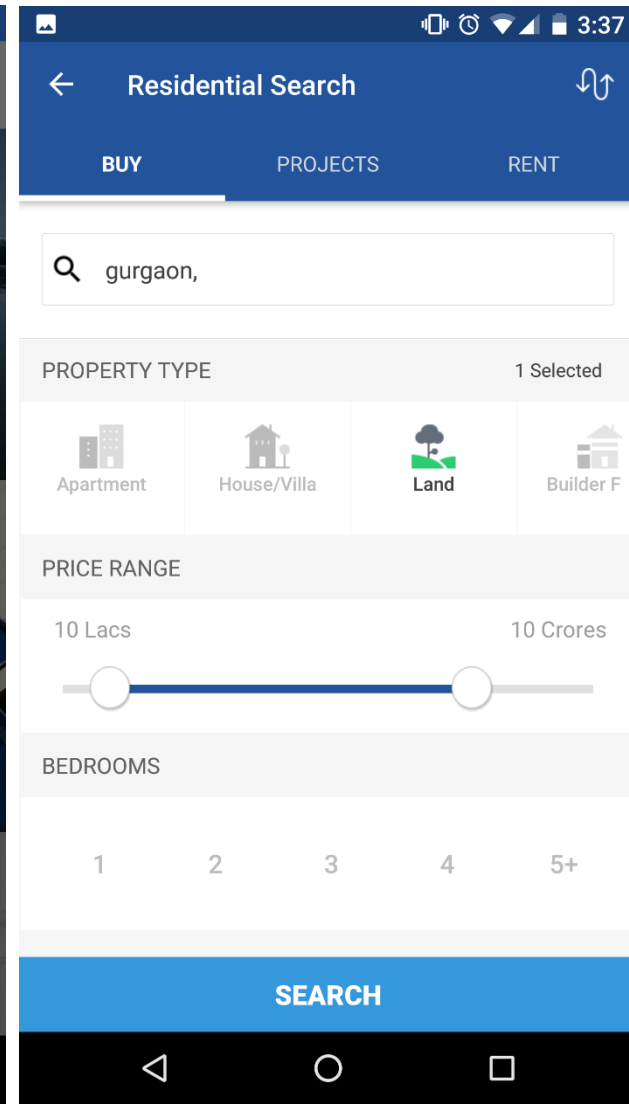 3:37
Residential Search
BUY PROJECTS RENT
gurgaon,
PROPERTY TYPE 1 Selected
Apartment House/Villa Land Builder F
PRICE RANGE
10 Lacs 10 Crores
BEDROOMS
1 2 3 4 5+
SEARCH